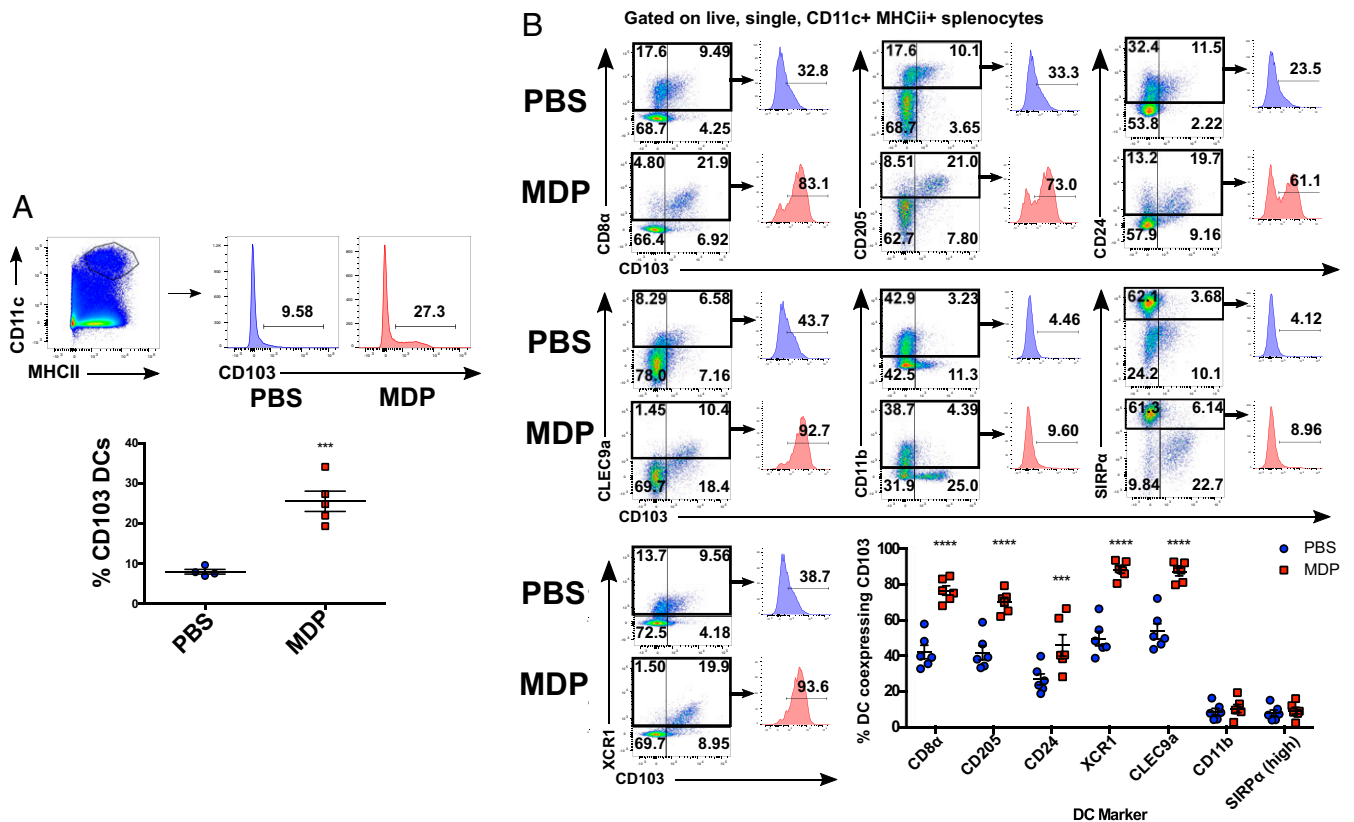 A
CD11c
MHCII
1.2K
9.58
27.3
CD103
PBS MDP
% CD103 DCs
40
30
20
10
0
***
PBS
MDP
B
Gated on live, single, CD11c+ MHCii+ splenocytes
PBS
CD8α
17.6 9.49
68.7 4.25
32.8
CD205
17.6 10.1
68.7 3.65
33.3
CD24
32.4 11.5
53.8 2.22
23.5
MDP
4.80 21.9
66.4 6.92
83.1
8.51 21.0
62.7 7.80
73.0
13.2 19.7
57.9 9.16
61.1
CD103
PBS
CLEC9a
8.29 6.58
78.0 7.16
43.7
CD11b
42.9 3.23
42.5 11.3
4.46
SIRPα
62.1 3.68
24.2 10.1
4.12
MDP
1.45 10.4
69.7 18.4
92.7
38.7 4.39
31.9 25.0
9.60
61.3 6.14
9.84 22.7
8.96
CD103
PBS
XCR1
13.7 9.56
72.5 4.18
38.7
MDP
1.50 19.9
69.7 8.95
93.6
CD103
% DC coexpressing CD103
100
80
60
40
20
0
**** **** *** **** ****
PBS
MDP
CD8α
CD205
CD24
XCR1
CLEC9a
CD11b
SIRPα (high)
DC Marker